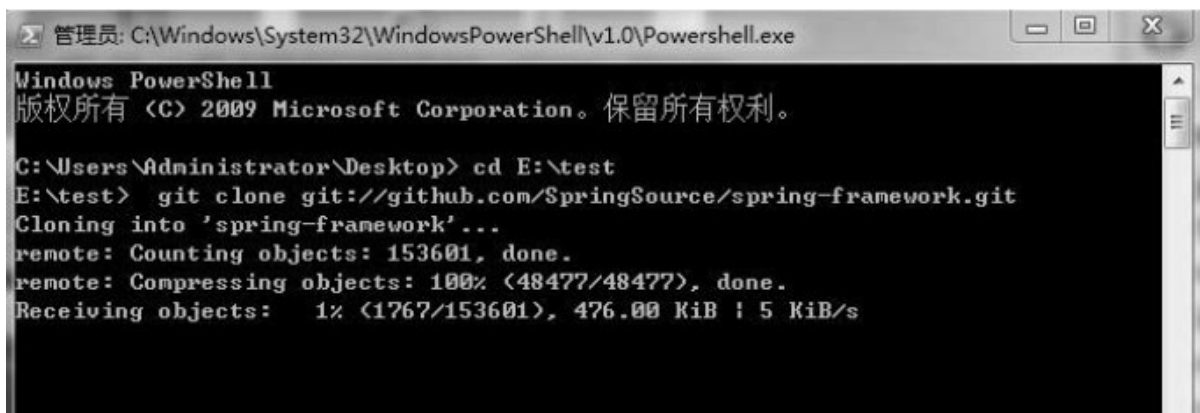 管理员: C:\Windows\System32\WindowsPowerShell\v1.0\Powershell.exe
Windows PowerShell
版权所有 (C) 2009 Microsoft Corporation。保留所有权利。
C:\Users\Administrator\Desktop> cd E:\test
E:\test>  git clone git://github.com/SpringSource/spring-framework.git
Cloning into 'spring-framework'...
remote: Counting objects: 153601, done.
remote: Compressing objects: 100% (48477/48477), done.
Receiving objects:   1% (1767/153601), 476.00 KiB | 5 KiB/s